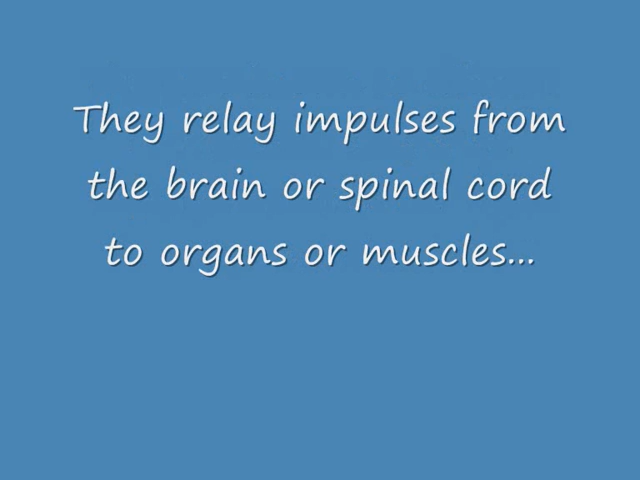 They relay impulses from
the brain or spinal cord
to organs or muscles...